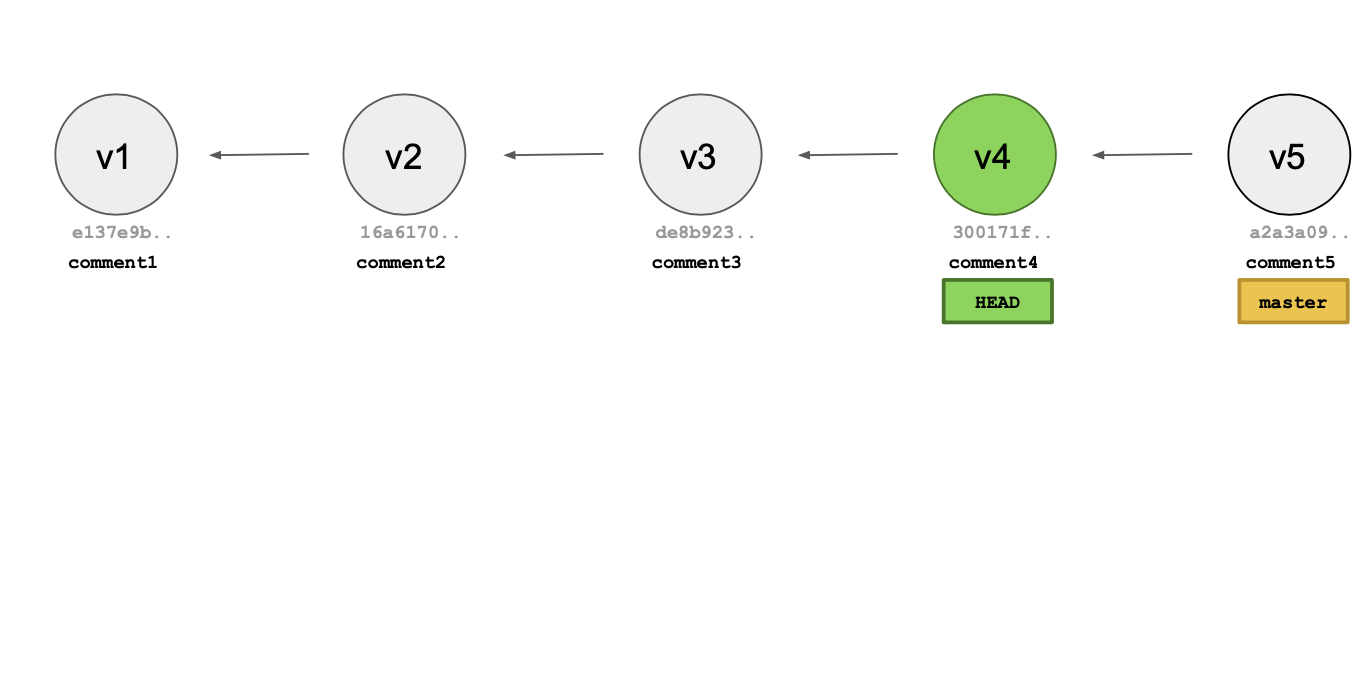 v1
v2
v3
v4
v5
e137e9b..
16a6170..
de8b923..
300171f..
a2a3a09..
comment1
comment2
comment3
comment4
comment5
HEAD
master